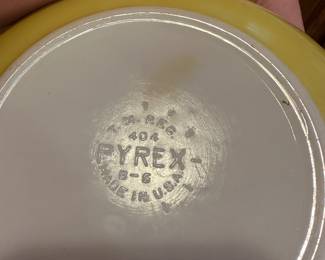 T.M. REG.
404
PYREX-
B-6
MADE IN U.S.A.